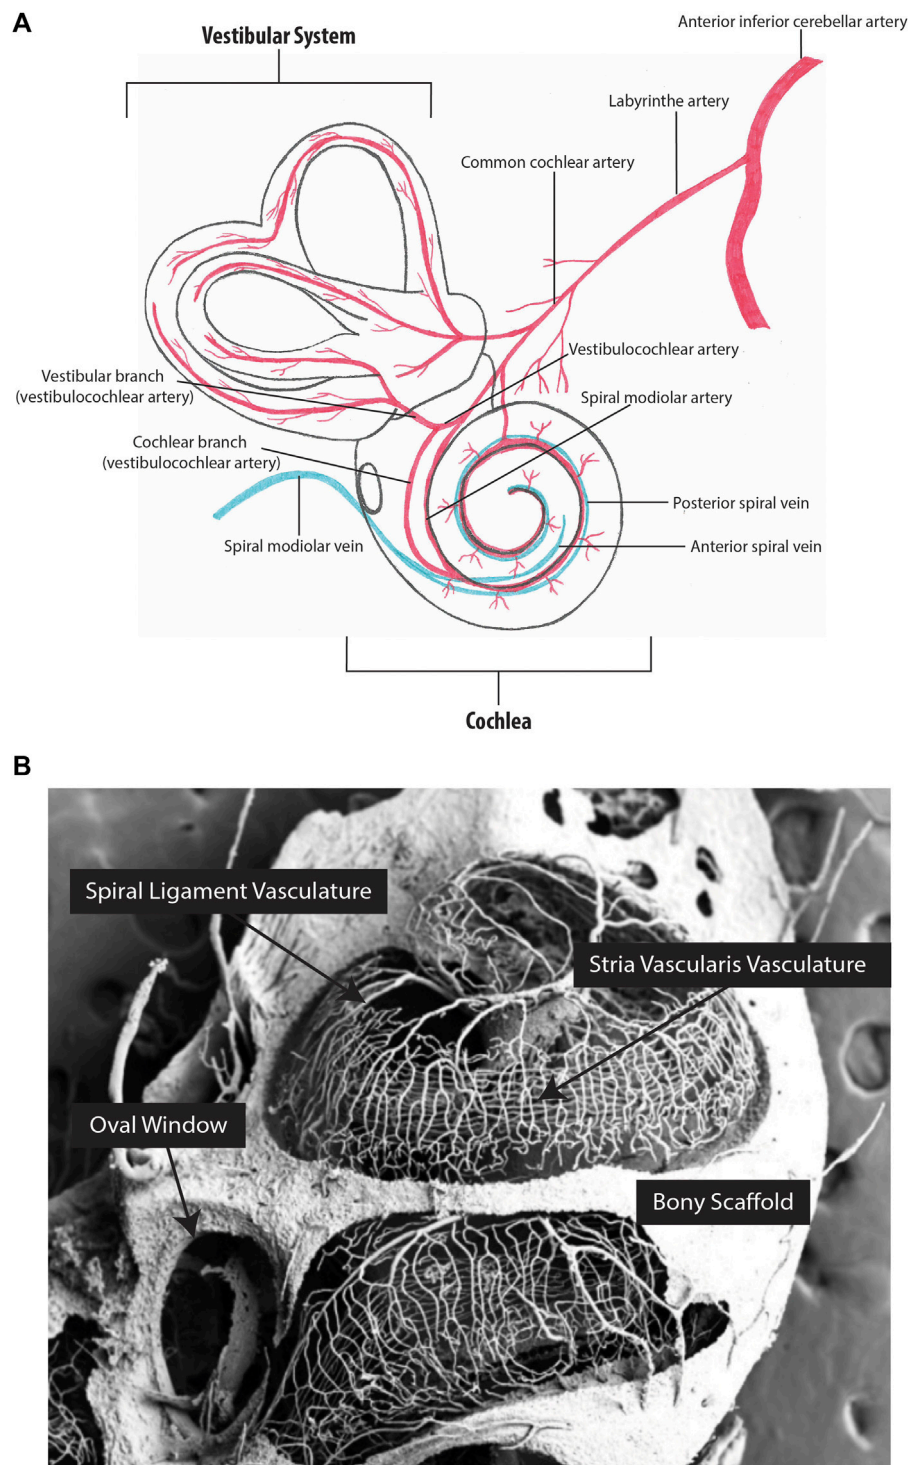 A
Anterior inferior cerebellar artery
Vestibular System
Labyrinthe artery
Common cochlear artery
Vestibulocochlear artery
Vestibular branch
(vestibulocochlear artery)
Spiral modiolar artery
Cochlear branch
(vestibulocochlear artery)
Posterior spiral vein
Spiral modiolar vein
Anterior spiral vein
Cochlea
B
Spiral Ligament Vasculature
Stria Vascularis Vasculature
Oval Window
Bony Scaffold